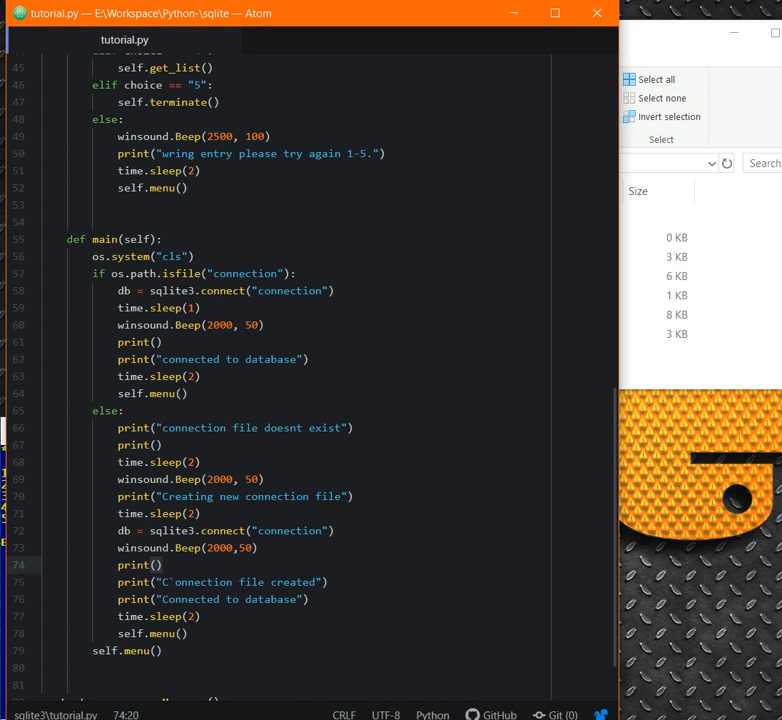 tutorial.py — E:\Workspace\Python-\sqlite — Atom
tutorial.py
45 self.get_list()
46 elif choice == "5":
47 self.terminate()
48 else:
49 winsound.Beep(2500, 100)
50 print("wring entry please try again 1-5.")
51 time.sleep(2)
52 self.menu()
53
54
55 def main(self):
56 os.system("cls")
57 if os.path.isfile("connection"):
58 db = sqlite3.connect("connection")
59 time.sleep(1)
60 winsound.Beep(2000, 50)
61 print()
62 print("connected to database")
63 time.sleep(2)
64 self.menu()
65 else:
66 print("connection file doesnt exist")
67 print()
68 time.sleep(2)
69 winsound.Beep(2000, 50)
70 print("Creating new connection file")
71 time.sleep(2)
72 db = sqlite3.connect("connection")
73 winsound.Beep(2000,50)
74 print()
75 print("C`onnection file created")
76 print("Connected to database")
77 time.sleep(2)
78 self.menu()
79 self.menu()
80
81
sqlite3\tutorial.py 74:20 CRLF UTF-8 Python GitHub Git (0)
Select all
Select none
Invert selection
Select
Search
Size
0 KB
3 KB
6 KB
1 KB
8 KB
3 KB